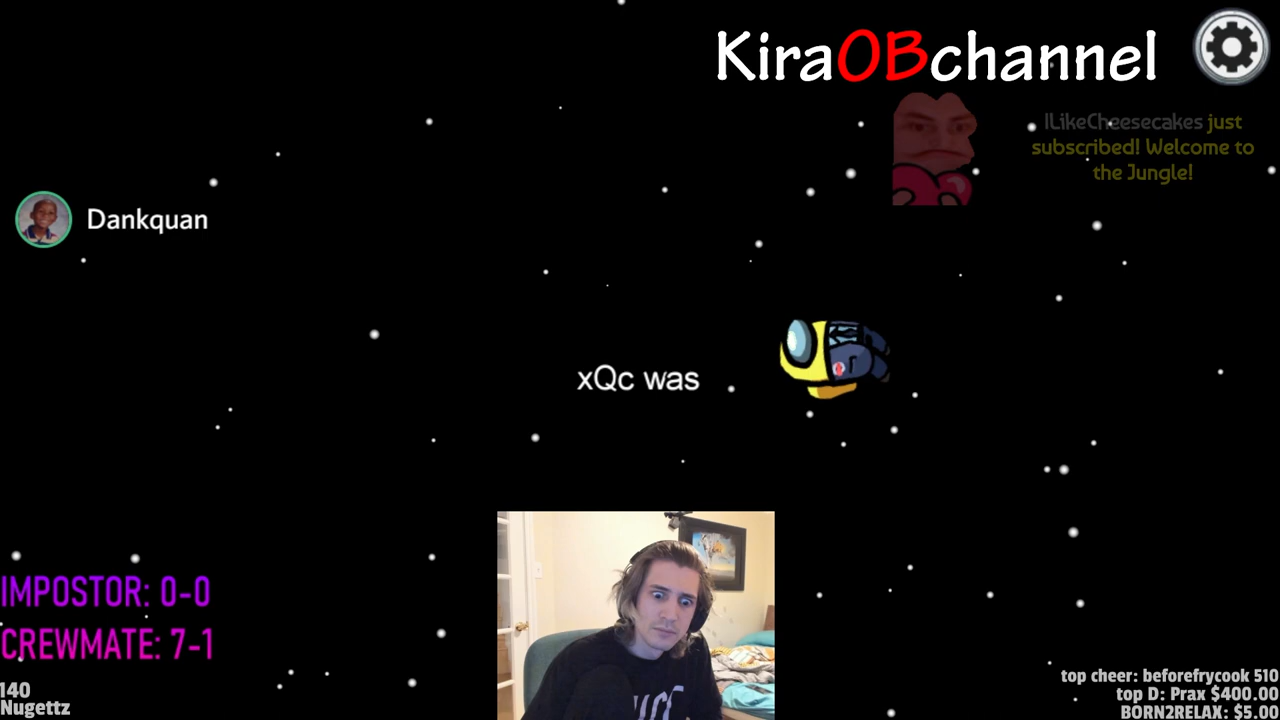 KiraOBchannel
ILikeCheesecakes just
subscribed! Welcome to
the Jungle!
Dankquan
xQc was
IMPOSTOR: 0-0
CREWMATE: 7-1
140
Nugettz
top cheer: beforefrycook 510
top D: Prax $400.00
BORN2RELAX: $5.00